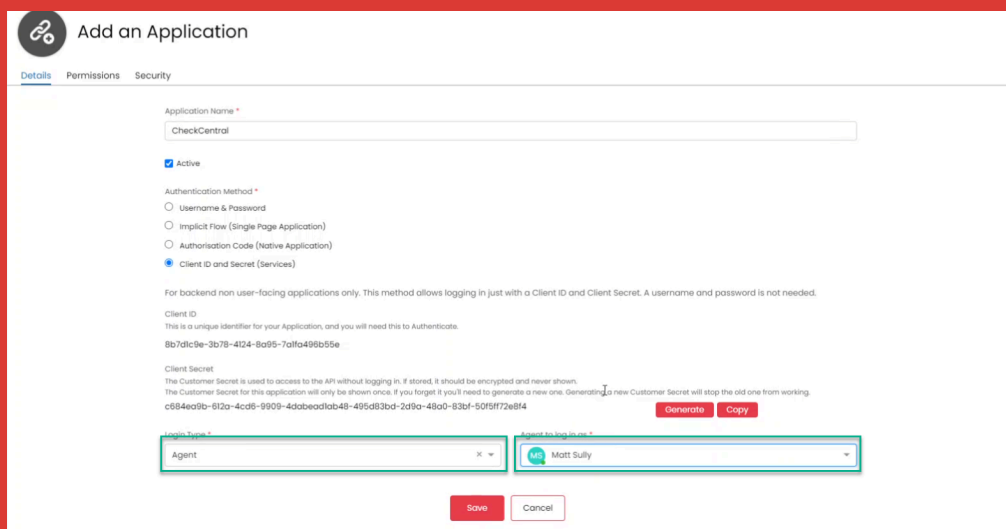 Add an Application
Details Permissions Security
Application Name *
CheckCentral
Active
Authentication Method *
Username & Password
Implicit Flow (Single Page Application)
Authorisation Code (Native Application)
Client ID and Secret (Services)
For backend non user-facing applications only. This method allows logging in just with a Client ID and Client Secret. A username and password is not needed.
Client ID
This is a unique identifier for your Application, and you will need this to Authenticate.
8b7d1c9e-3b78-4124-8a95-7a1fa496b55e
Client Secret
The Customer Secret is used to access to the API without logging in. If stored, it should be encrypted and never shown.
The Customer Secret for this application will only be shown once. If you forget it you'll need to generate a new one. Generating a new Customer Secret will stop the old one from working.
c684ea9b-612a-4cd6-9909-4dabead1ab48-495d83bd-2d9a-48a0-83bf-50f5ff72e8f4
Generate Copy
Login Type * Agent to log in as *
Agent MS Matt Sully
Save Cancel